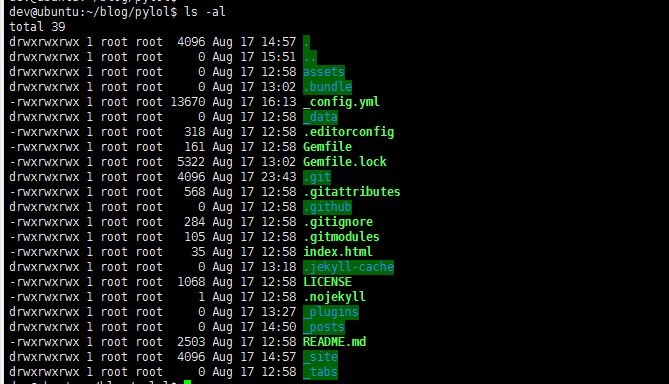 dev@ubuntu:~/blog/pylol$ ls -al
total 39
drwxrwxrwx 1 root root  4096 Aug 17 14:57 .
drwxrwxrwx 1 root root     0 Aug 17 15:51 ..
drwxrwxrwx 1 root root     0 Aug 17 12:58 assets
drwxrwxrwx 1 root root     0 Aug 17 13:02 .bundle
-rwxrwxrwx 1 root root 13670 Aug 17 16:13 _config.yml
drwxrwxrwx 1 root root     0 Aug 17 12:58 _data
-rwxrwxrwx 1 root root   318 Aug 17 12:58 .editorconfig
-rwxrwxrwx 1 root root   161 Aug 17 12:58 Gemfile
-rwxrwxrwx 1 root root  5322 Aug 17 13:02 Gemfile.lock
drwxrwxrwx 1 root root  4096 Aug 17 23:43 .git
-rwxrwxrwx 1 root root   568 Aug 17 12:58 .gitattributes
drwxrwxrwx 1 root root     0 Aug 17 12:58 .github
-rwxrwxrwx 1 root root   284 Aug 17 12:58 .gitignore
-rwxrwxrwx 1 root root   105 Aug 17 12:58 .gitmodules
-rwxrwxrwx 1 root root    35 Aug 17 12:58 index.html
drwxrwxrwx 1 root root     0 Aug 17 13:18 .jekyll-cache
-rwxrwxrwx 1 root root  1068 Aug 17 12:58 LICENSE
-rwxrwxrwx 1 root root     1 Aug 17 12:58 .nojekyll
drwxrwxrwx 1 root root     0 Aug 17 13:27 _plugins
drwxrwxrwx 1 root root     0 Aug 17 14:50 _posts
-rwxrwxrwx 1 root root  2503 Aug 17 12:58 README.md
drwxrwxrwx 1 root root  4096 Aug 17 14:57 _site
drwxrwxrwx 1 root root     0 Aug 17 12:58 _tabs